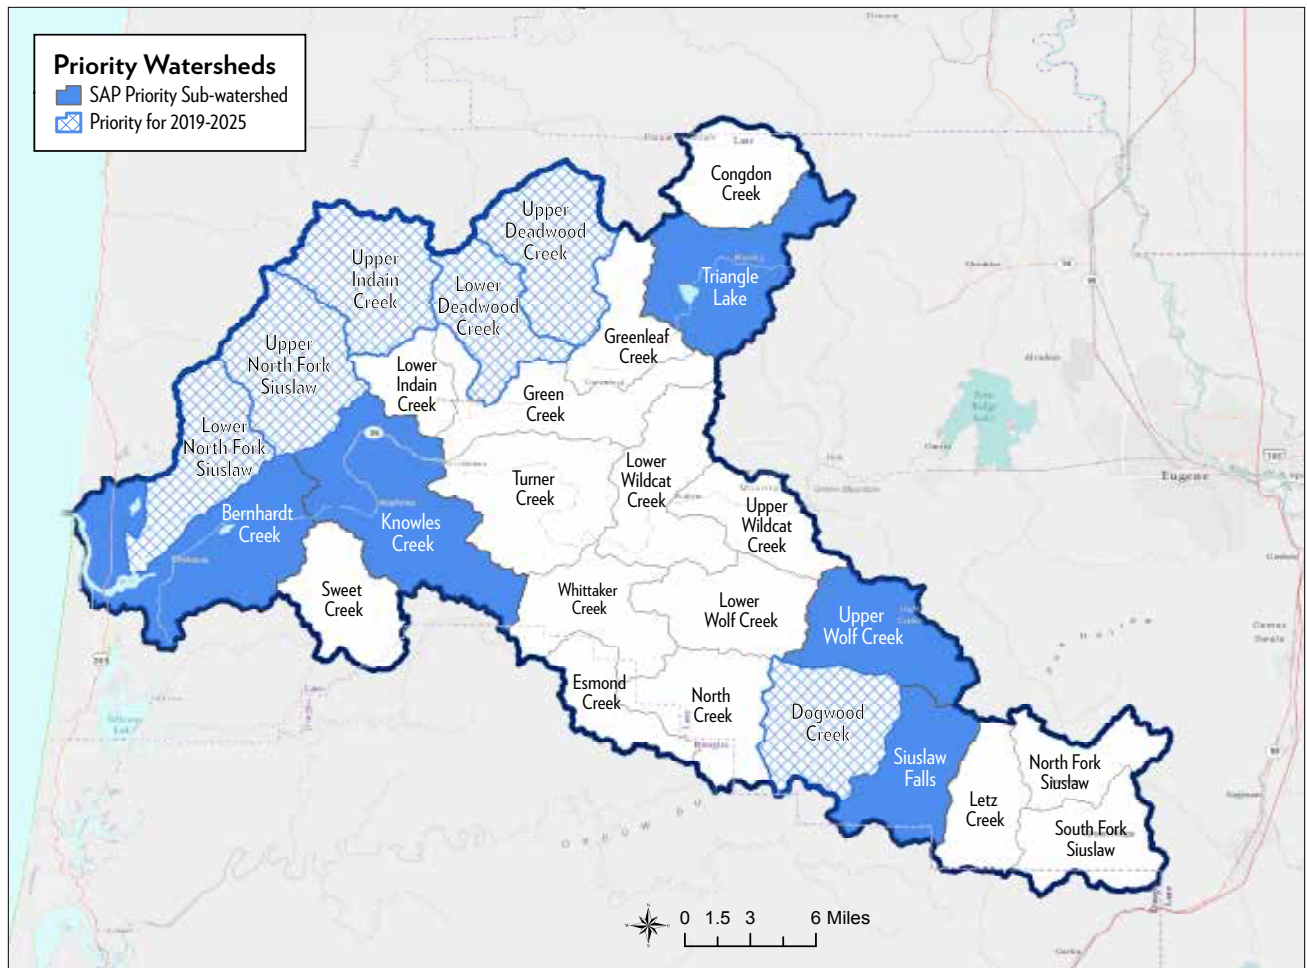 Priority Watersheds
SAP Priority Sub-watershed
Priority for 2019-2025
Lane
Congdon
Creek
Upper
Deadwood
Creek
Upper
Indain
Creek
Lower
Deadwood
Creek
Triangle
Lake
Greenleaf
Creek
Upper
North Fork
Siuslaw
Lower
Indain
Creek
Green
Creek
Lower
North Fork
Siuslaw
Turner
Creek
Lower
Wildcat
Creek
Upper
Wildcat
Creek
Eugene
Bernhardt
Creek
Knowles
Creek
Sweet
Creek
Whittaker
Creek
Lower
Wolf Creek
Upper
Wolf Creek
Esmond
Creek
North
Creek
Dogwood
Creek
Siuslaw
Falls
Letz
Creek
North Fork
Siuslaw
South Fork
Siuslaw
0 1.5 3 6 Miles